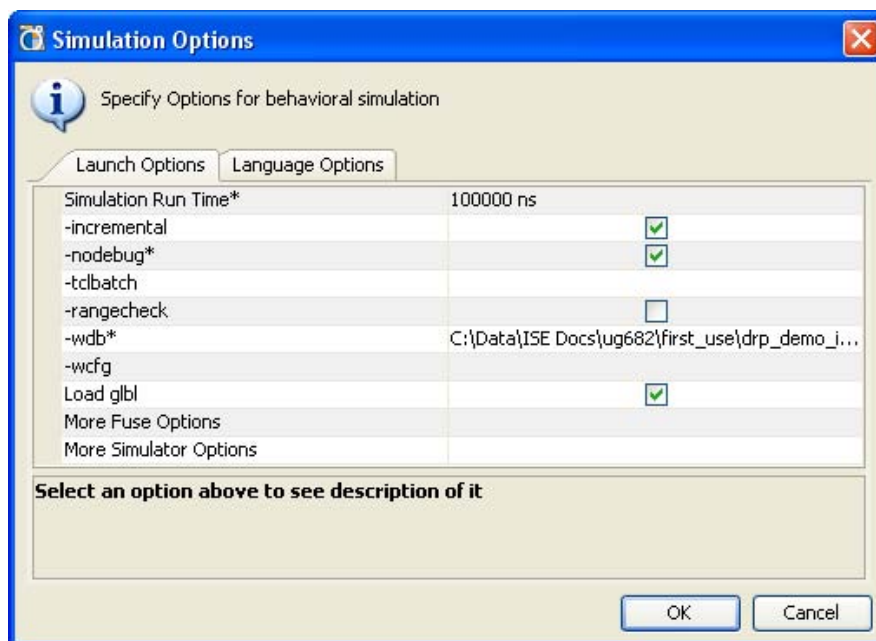 Simulation Options
Specify Options for behavioral simulation
Launch Options Language Options
Simulation Run Time* 100000 ns
-incremental
-nodebug*
-tclbatch
-rangecheck
-wdb* C:\Data\ISE Docs\ug682\first_use\drp_demo_i...
-wcfg
Load glbl
More Fuse Options
More Simulator Options
Select an option above to see description of it
OK Cancel